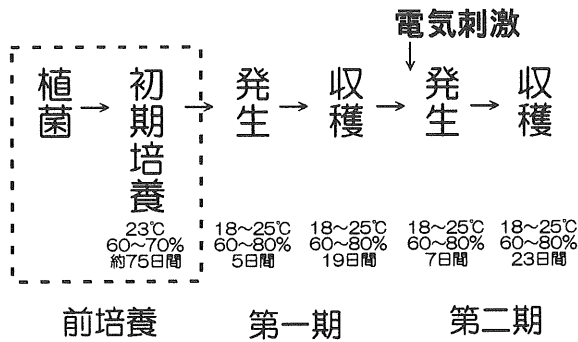 電気刺激
植菌
初期培養
発生
収穫
発生
収穫
23℃
60〜70%
約75日間
18〜25℃
60〜80%
5日間
18〜25℃
60〜80%
19日間
18〜25℃
60〜80%
7日間
18〜25℃
60〜80%
23日間
前培養
第一期
第二期